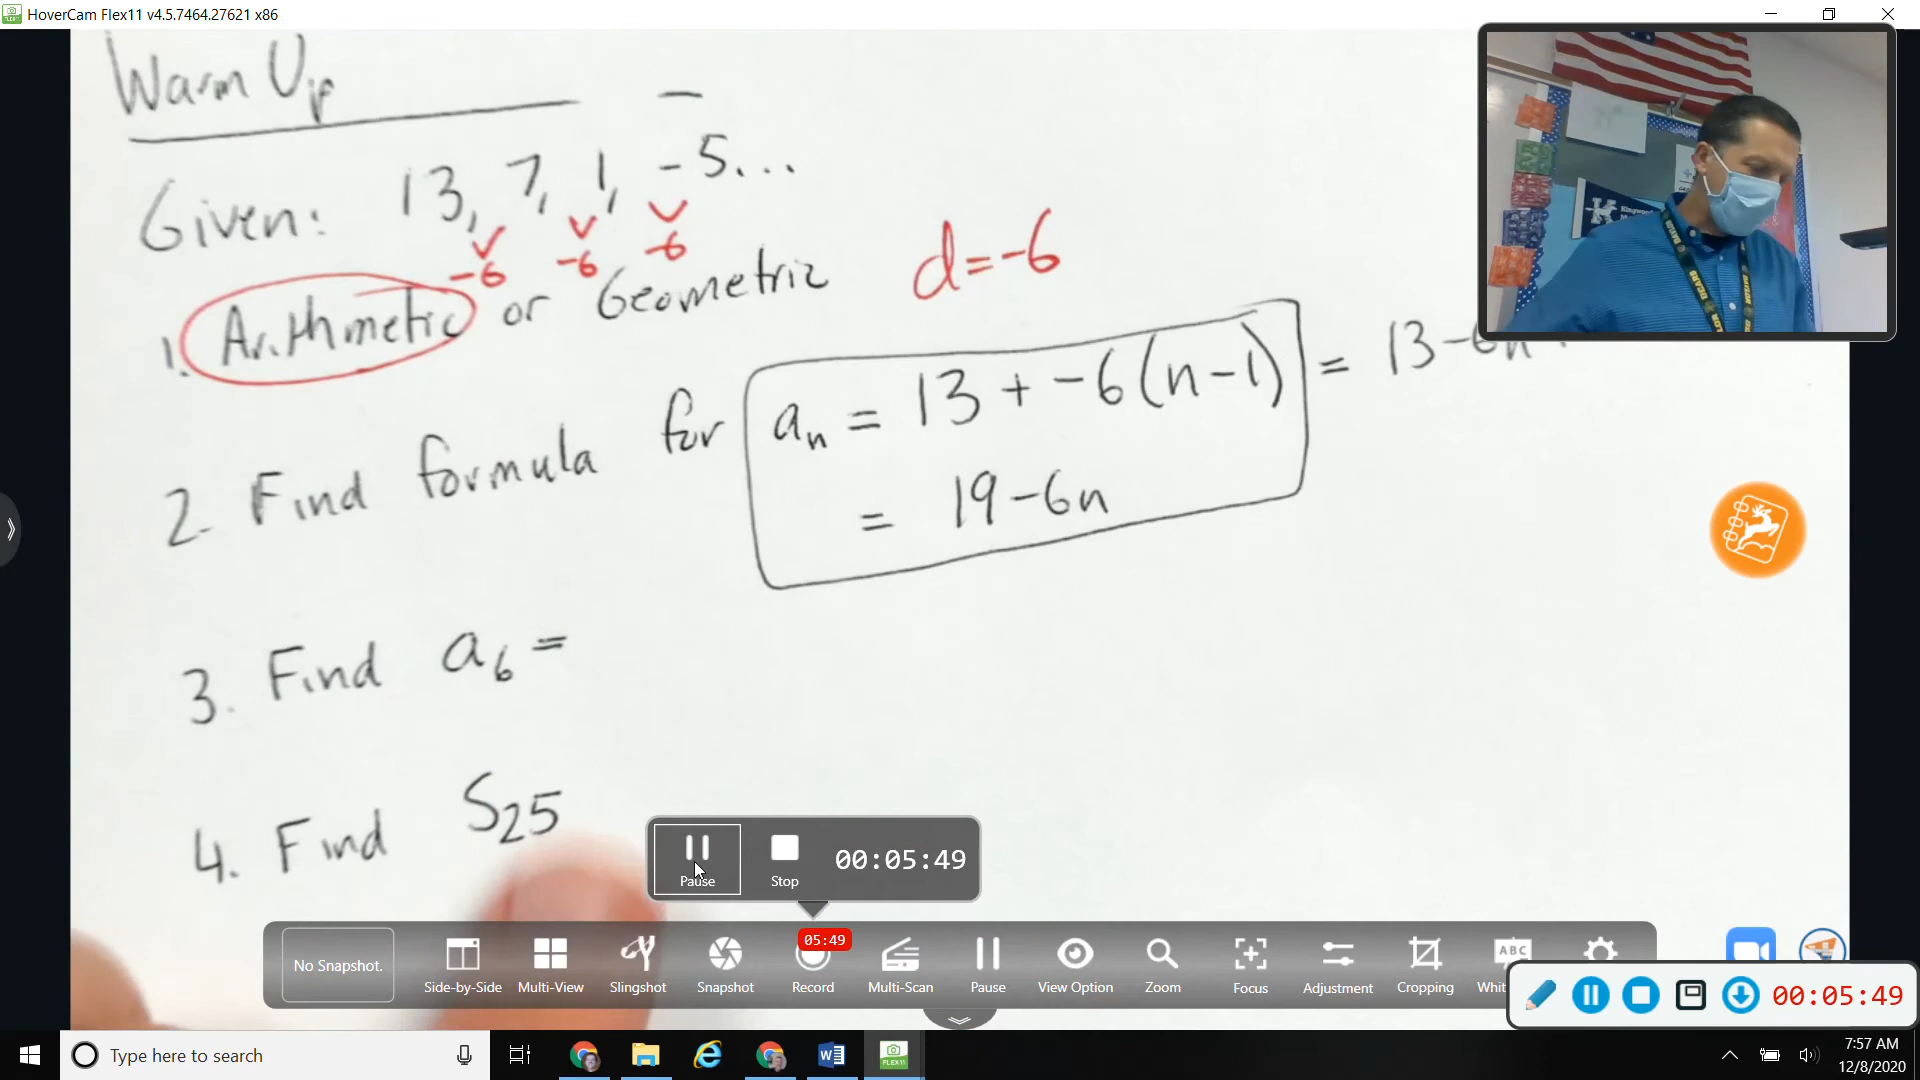 HoverCam Flex11 v4.5.7464.27621 x86
Warm Up
Given: 13, 7, 1, -5...
-6 -6 -6
d=-6
1. Arithmetic or Geometric
2. Find formula for aₙ = 13 + -6(n-1) = 13-6n
= 19-6n
3. Find a₆ =
4. Find S₂₅
Pause
Stop
00:05:49
No Snapshot.
05:49
Side-by-Side
Multi-View
Slingshot
Snapshot
Record
Multi-Scan
Pause
View Option
Zoom
Focus
Adjustment
Cropping
ABC
Whit
00:05:49
Type here to search
FLEX11
7:57 AM
12/8/2020